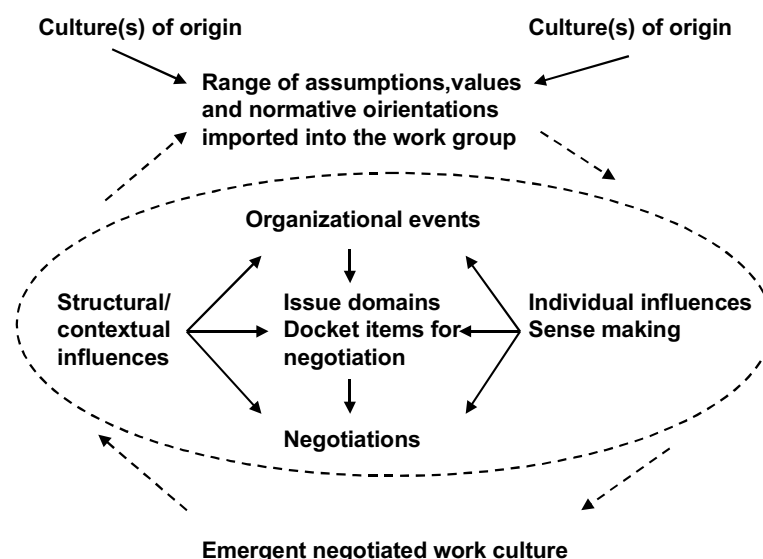 Culture(s) of origin
Culture(s) of origin
Range of assumptions,values
and normative oirientations
imported into the work group
Organizational events
Structural/
contextual
influences
Issue domains
Docket items for
negotiation
Individual influences
Sense making
Negotiations
Emergent negotiated work culture